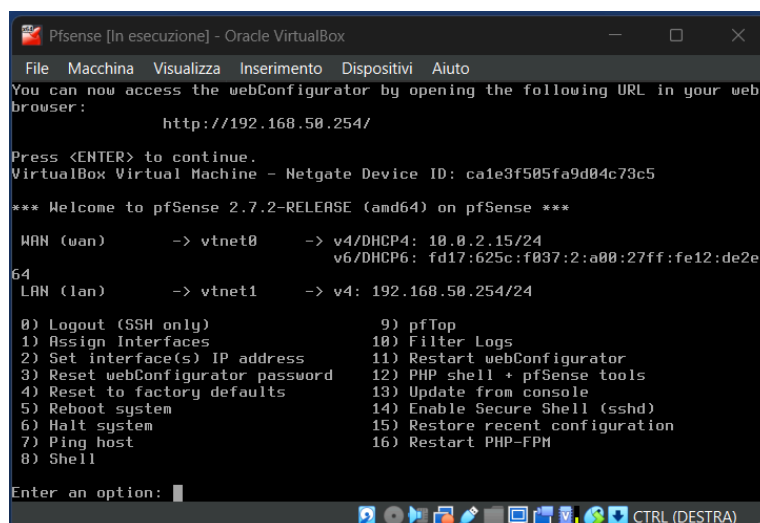 Pfsense [In esecuzione] - Oracle VirtualBox
File Macchina Visualizza Inserimento Dispositivi Aiuto
You can now access the webConfigurator by opening the following URL in your web
browser:
http://192.168.50.254/
Press <ENTER> to continue.
VirtualBox Virtual Machine - Netgate Device ID: ca1e3f505fa9d04c73c5
*** Welcome to pfSense 2.7.2-RELEASE (amd64) on pfSense ***
WAN (wan) -> vtnet0 -> v4/DHCP4: 10.0.2.15/24
v6/DHCP6: fd17:625c:f037:2:a00:27ff:fe12:de2e
64
LAN (lan) -> vtnet1 -> v4: 192.168.50.254/24
0) Logout (SSH only) 9) pfTop
1) Assign Interfaces 10) Filter Logs
2) Set interface(s) IP address 11) Restart webConfigurator
3) Reset webConfigurator password 12) PHP shell + pfSense tools
4) Reset to factory defaults 13) Update from console
5) Reboot system 14) Enable Secure Shell (sshd)
6) Halt system 15) Restore recent configuration
7) Ping host 16) Restart PHP-FPM
8) Shell
Enter an option:
CTRL (DESTRA)